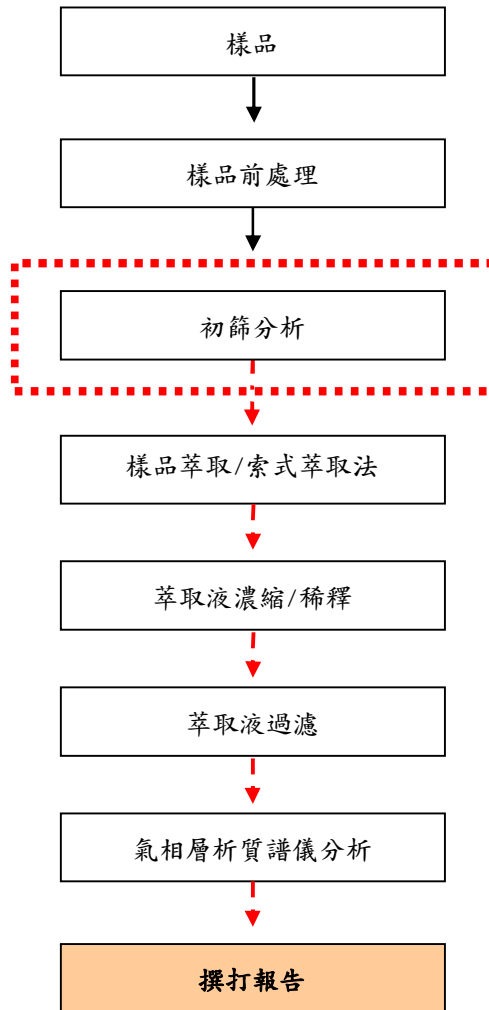 樣品
樣品前處理
初篩分析
樣品萃取/索式萃取法
萃取液濃縮/稀釋
萃取液過濾
氣相層析質譜儀分析
撰打報告